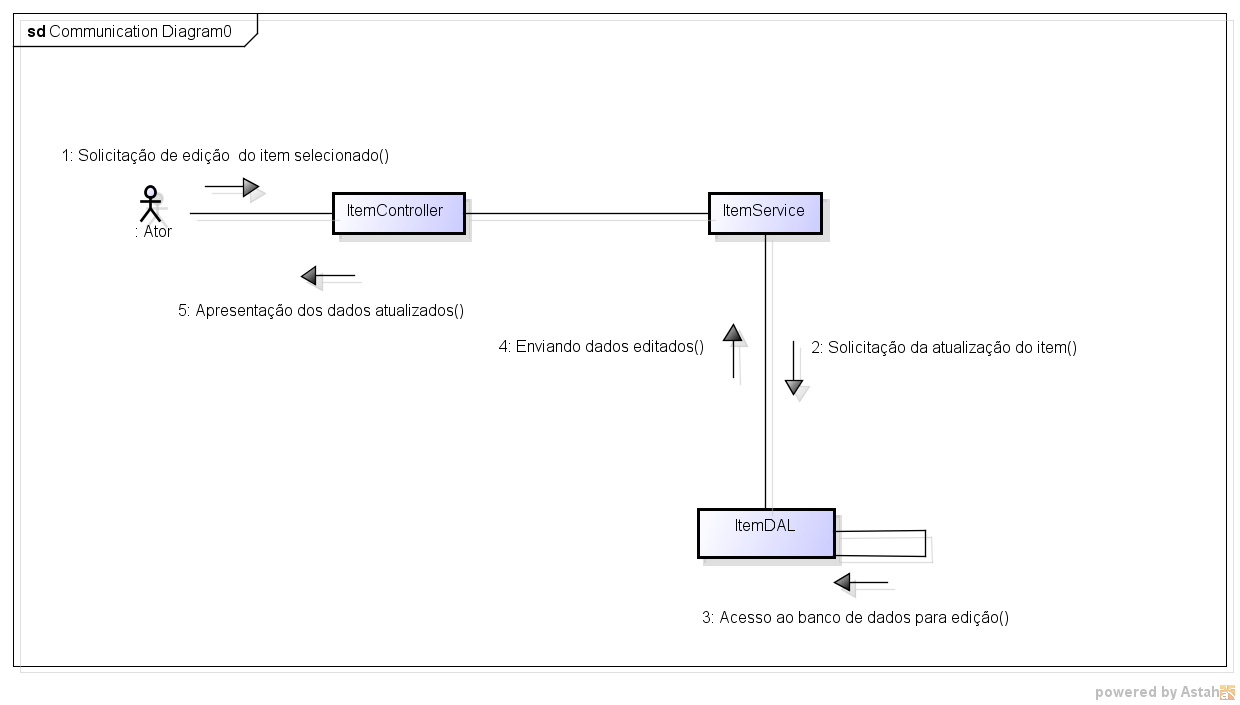 sd Communication Diagram0
1: Solicitação de edição  do item selecionado()
: Ator
ItemController
ItemService
5: Apresentação dos dados atualizados()
4: Enviando dados editados()
2: Solicitação da atualização do item()
ItemDAL
3: Acesso ao banco de dados para edição()
powered by Astah